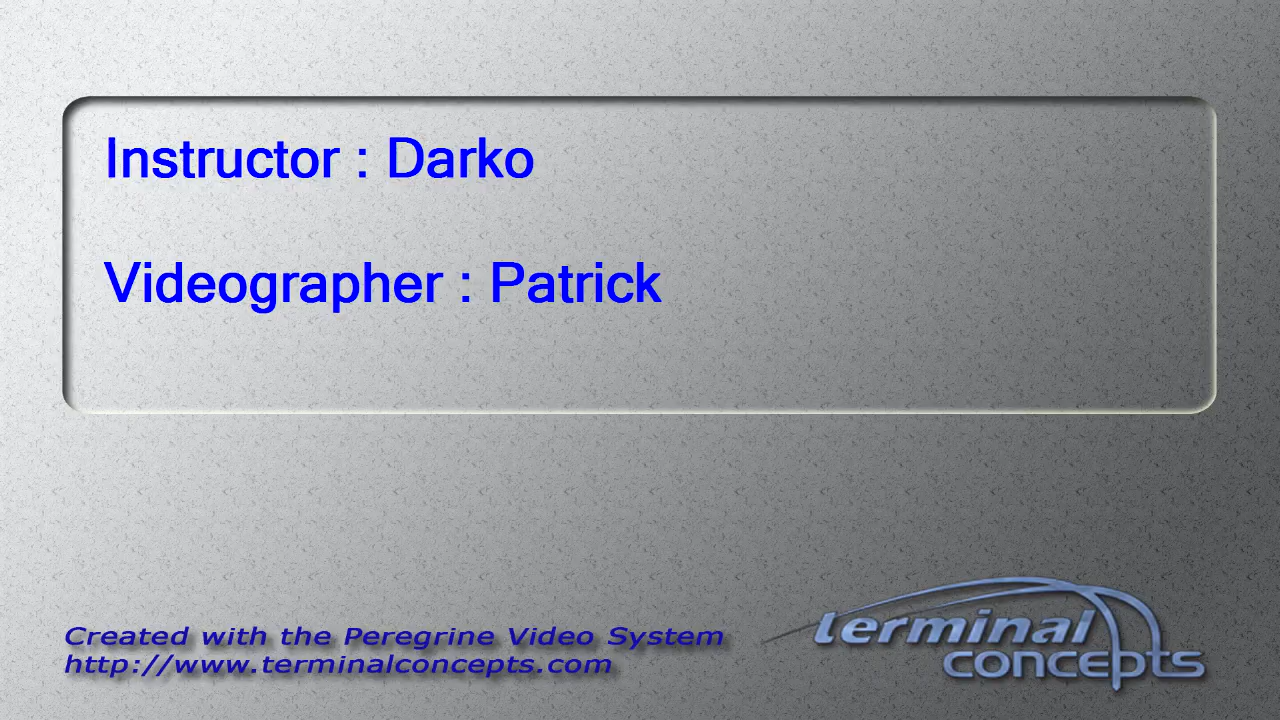 Instructor : Darko
Videographer : Patrick
Created with the Peregrine Video System
http://www.terminalconcepts.com
terminal
concepts